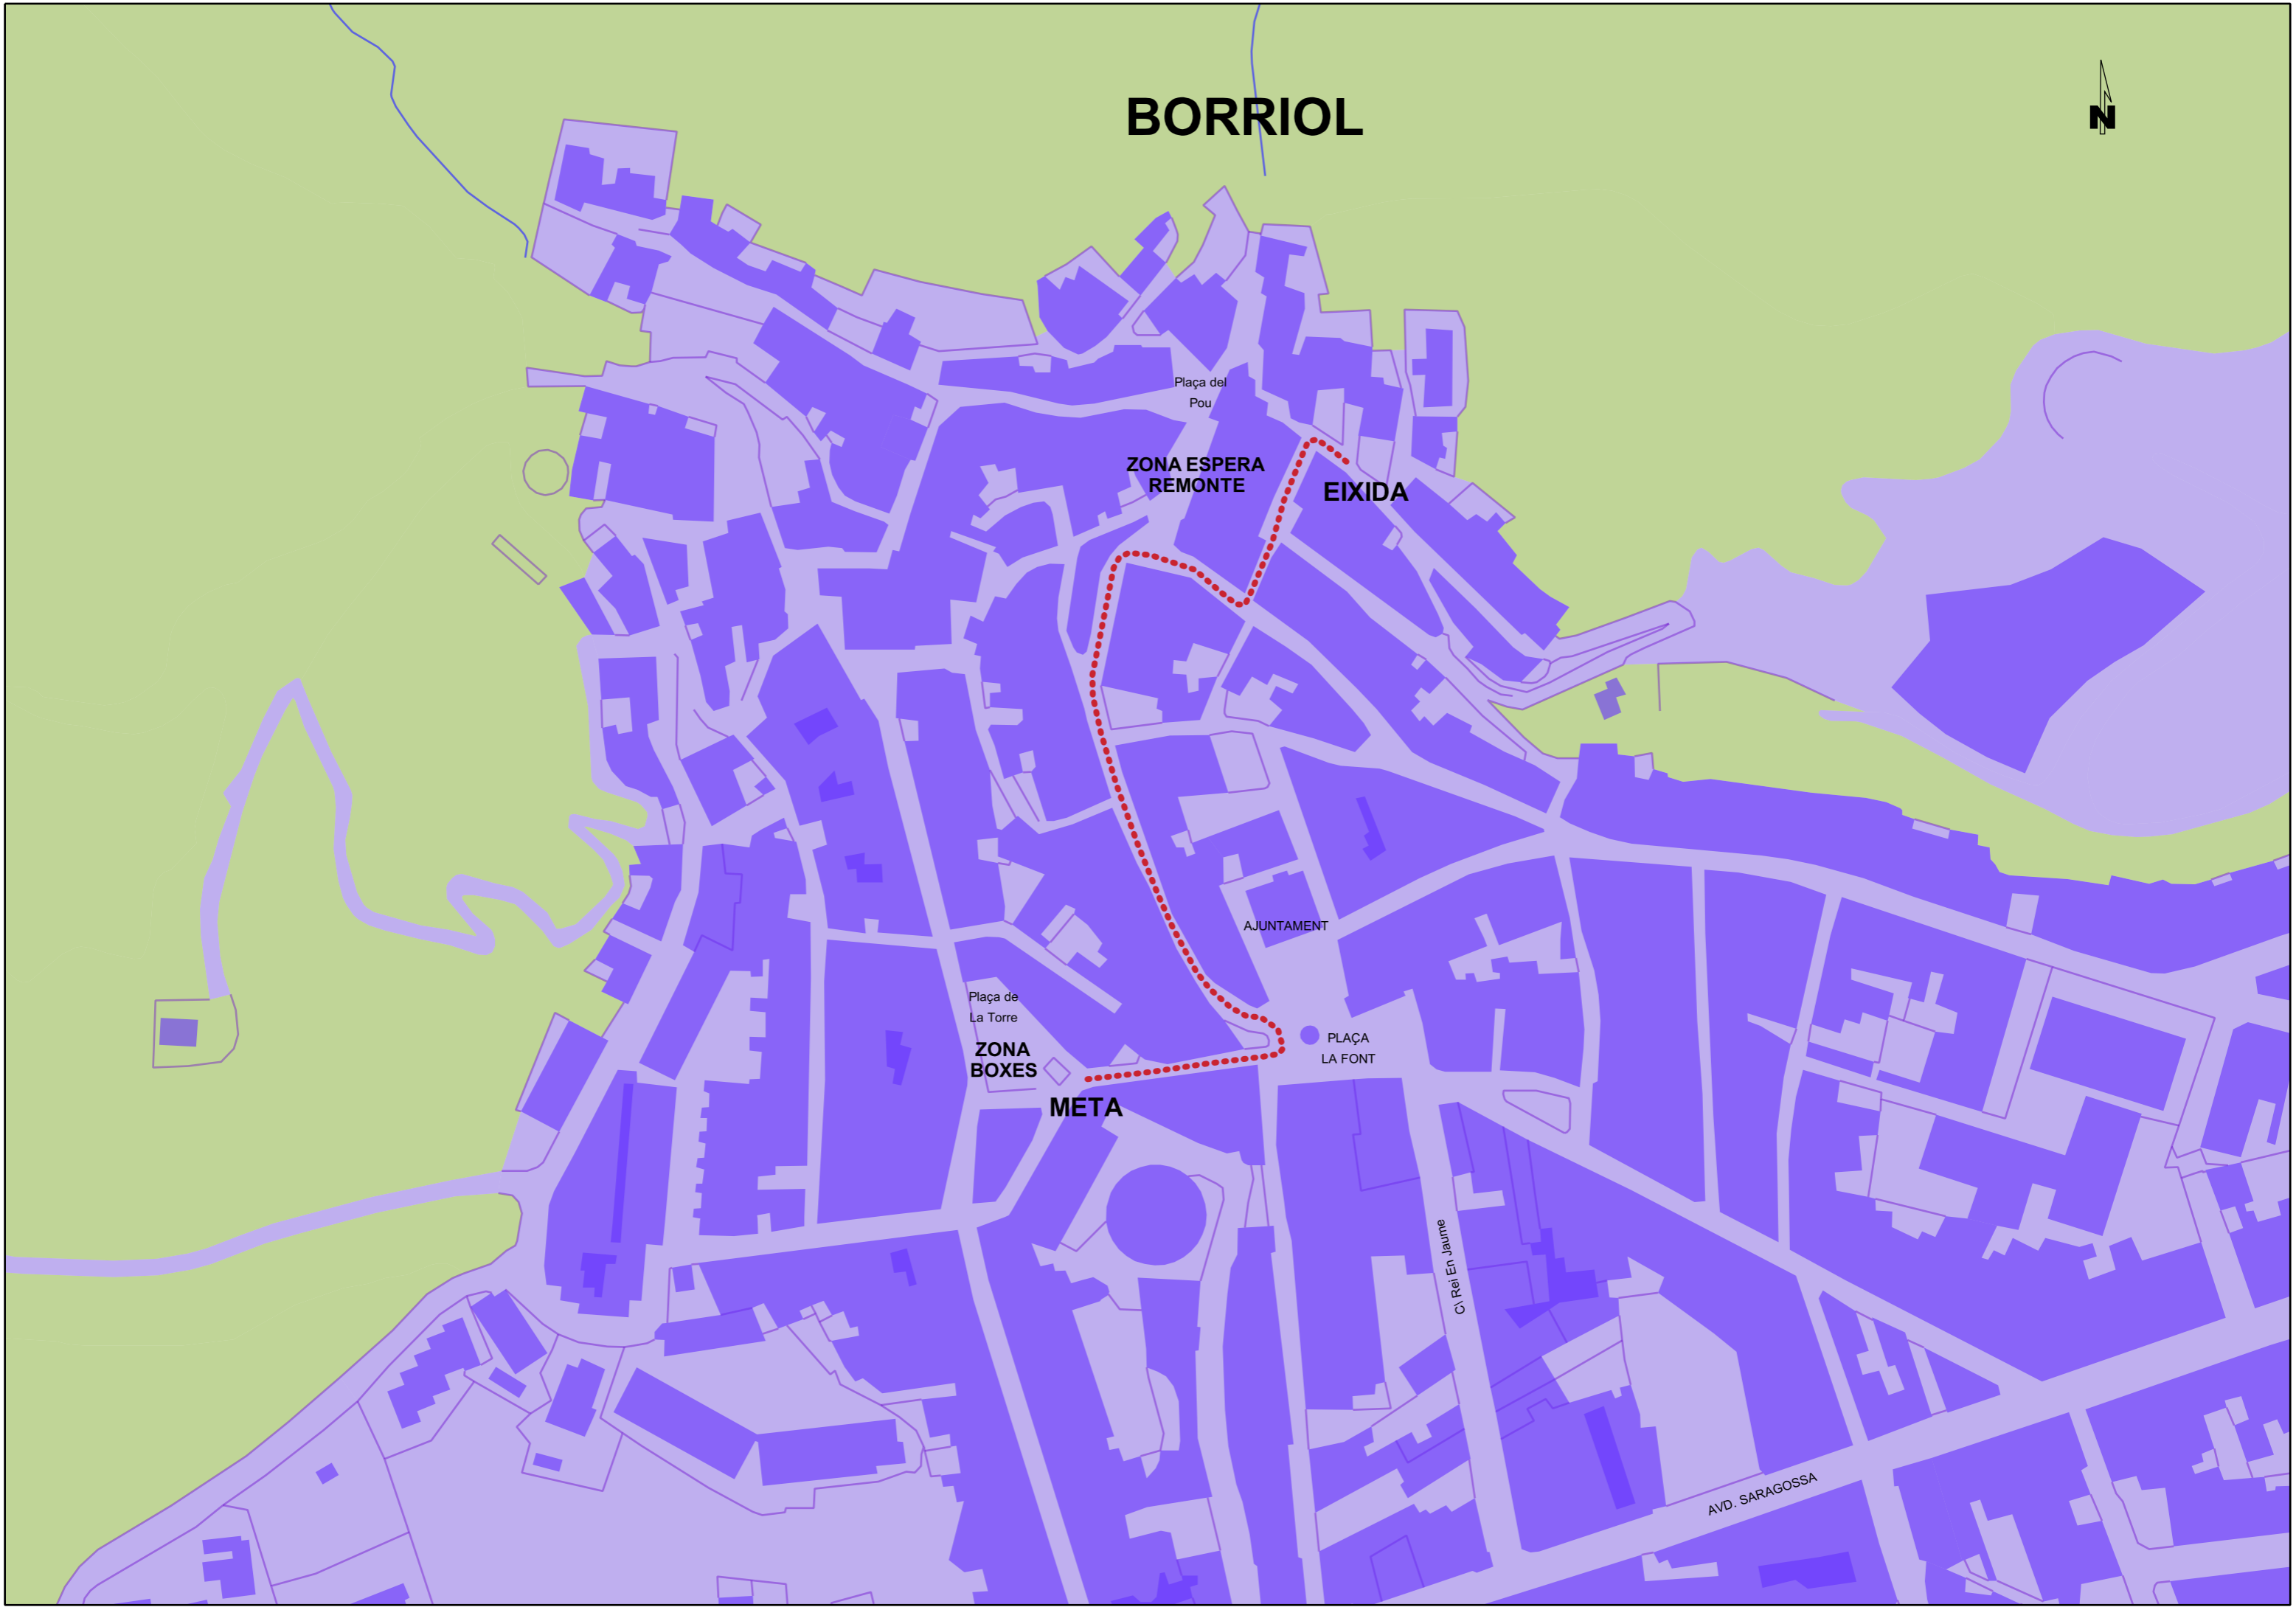 BORRIOL
N
Plaça del
Pou
ZONA ESPERA
REMONTE
EIXIDA
AJUNTAMENT
Plaça de
La Torre
PLAÇA
LA FONT
ZONA
BOXES
META
C\ Rei En Jaume
AVD. SARAGOSSA